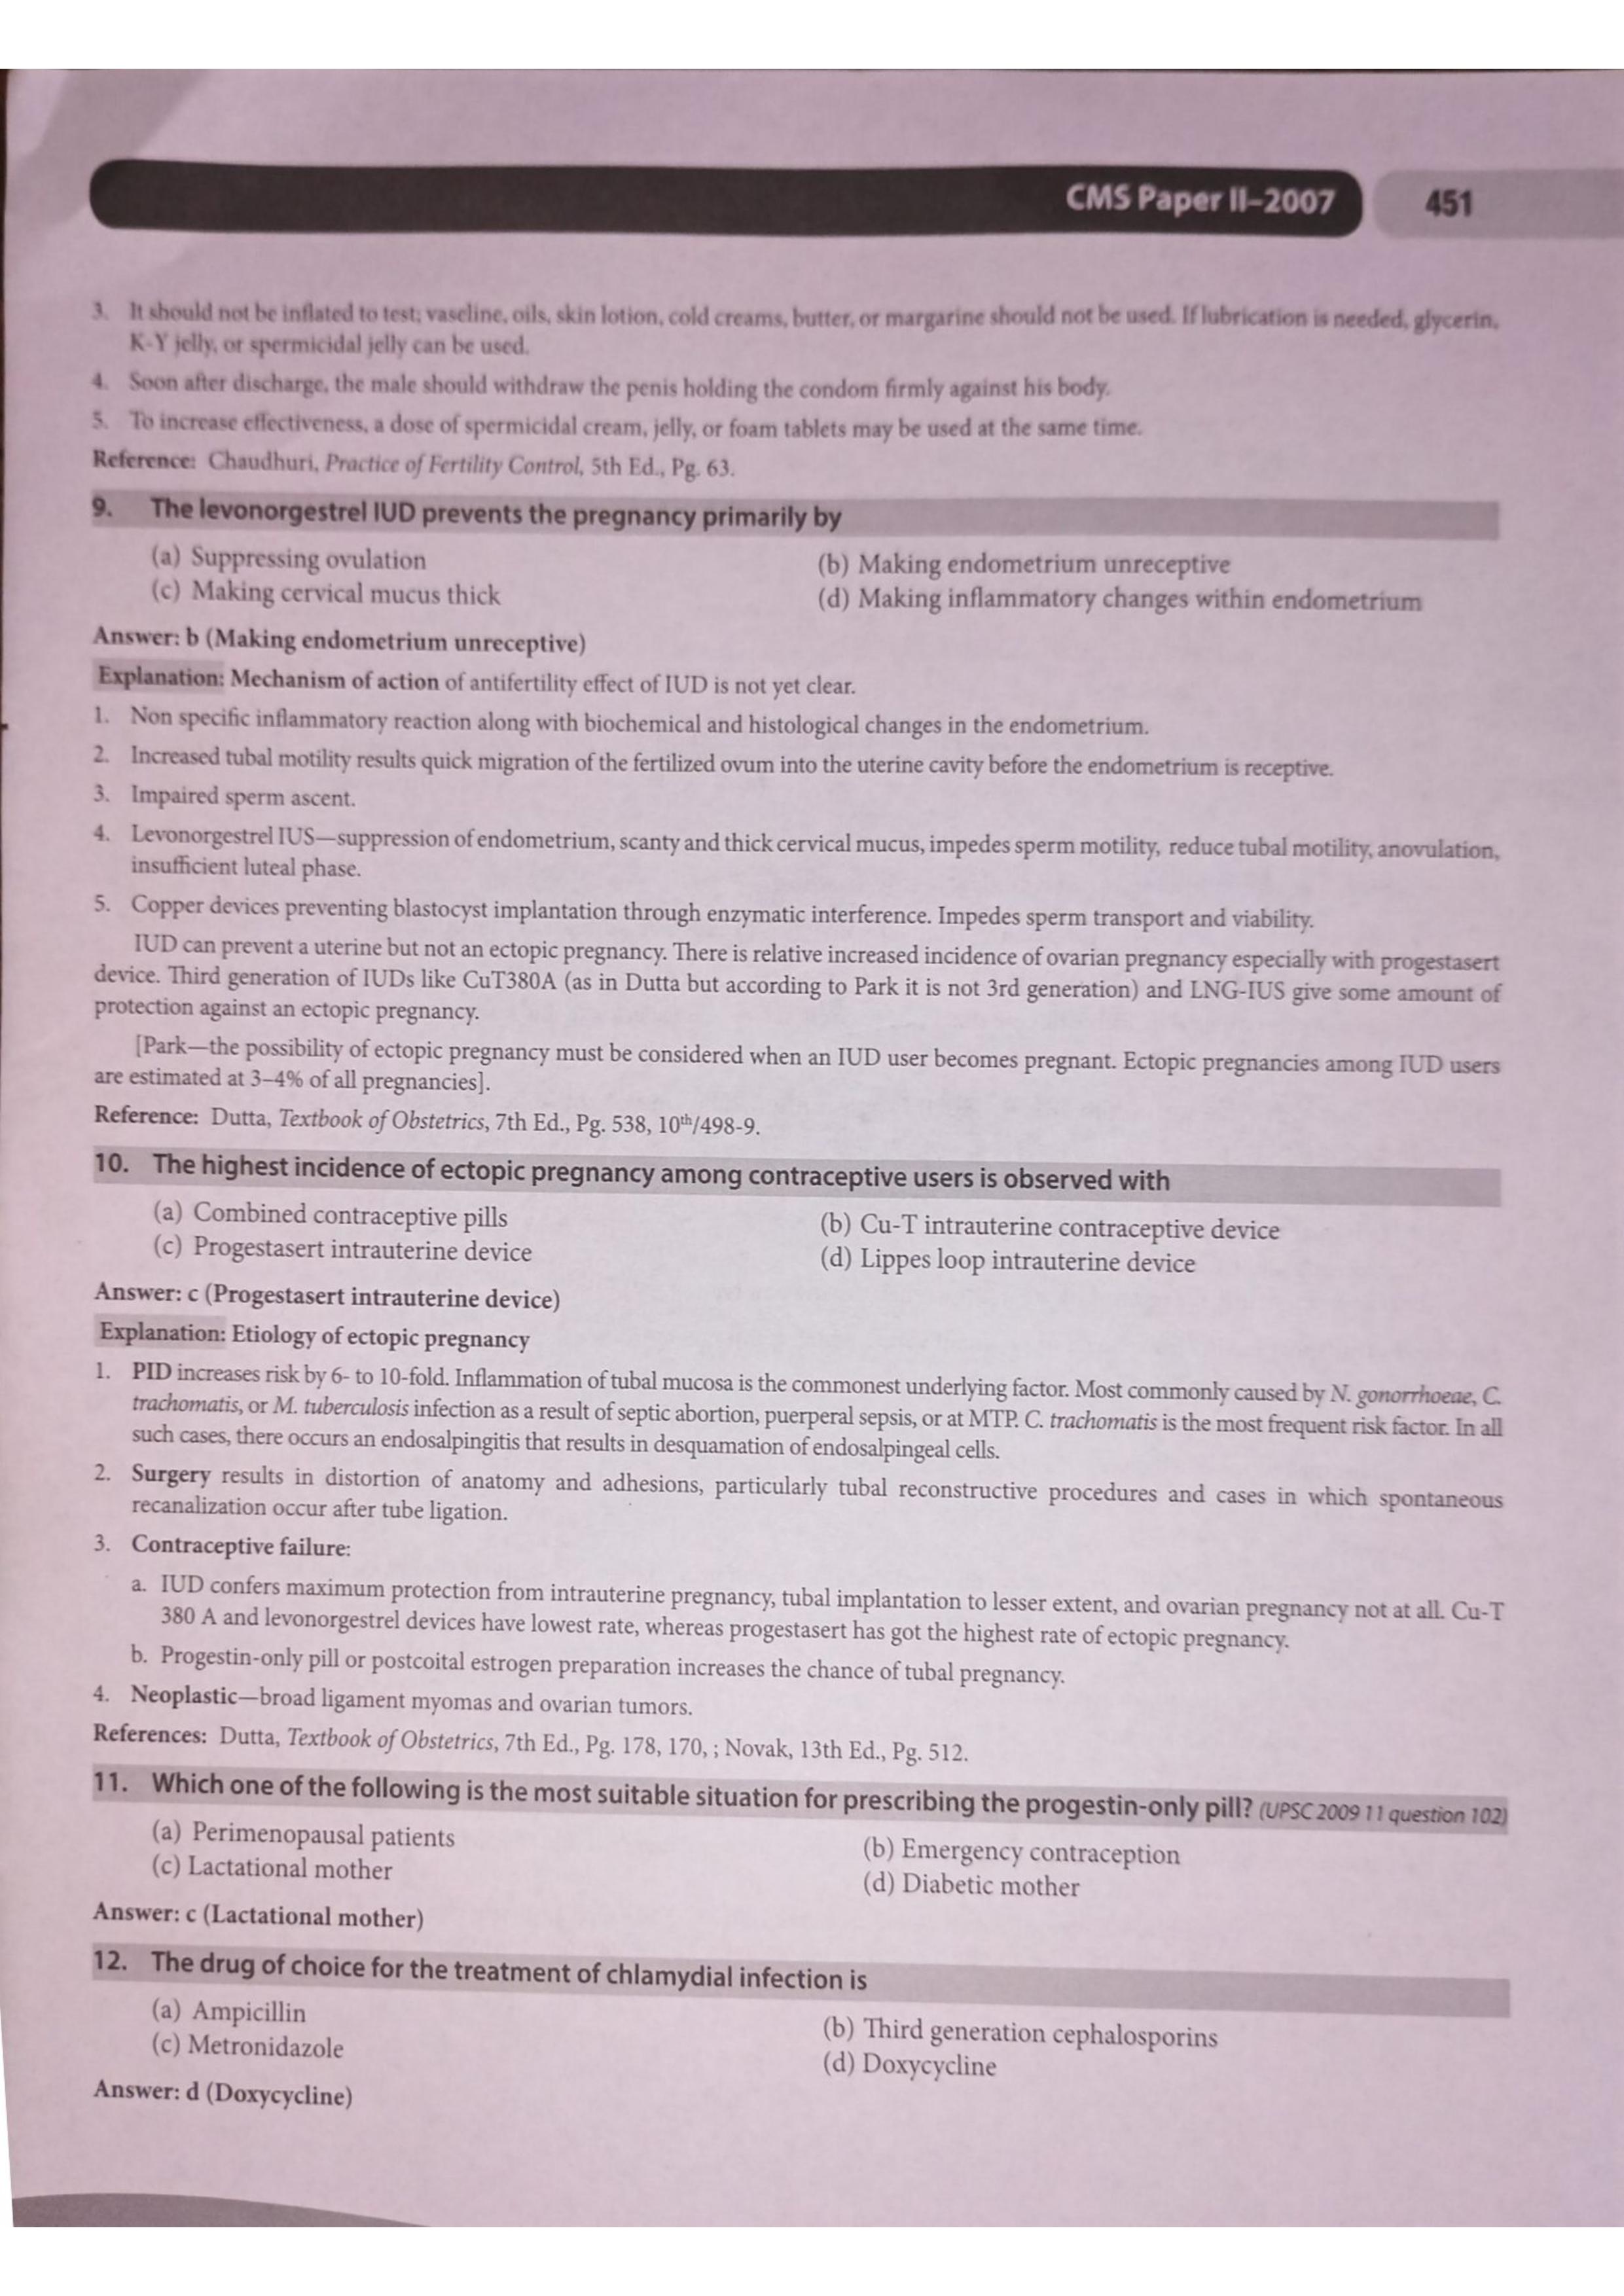 CMS Paper II–2007 451
3. It should not be inflated to test; vaseline, oils, skin lotion, cold creams, butter, or margarine should not be used. If lubrication is needed, glycerin,
K-Y jelly, or spermicidal jelly can be used.
4. Soon after discharge, the male should withdraw the penis holding the condom firmly against his body.
5. To increase effectiveness, a dose of spermicidal cream, jelly, or foam tablets may be used at the same time.
Reference: Chaudhuri, Practice of Fertility Control, 5th Ed., Pg. 63.
9. The levonorgestrel IUD prevents the pregnancy primarily by
(a) Suppressing ovulation (b) Making endometrium unreceptive
(c) Making cervical mucus thick (d) Making inflammatory changes within endometrium
Answer: b (Making endometrium unreceptive)
Explanation: Mechanism of action of antifertility effect of IUD is not yet clear.
1. Non specific inflammatory reaction along with biochemical and histological changes in the endometrium.
2. Increased tubal motility results quick migration of the fertilized ovum into the uterine cavity before the endometrium is receptive.
3. Impaired sperm ascent.
4. Levonorgestrel IUS—suppression of endometrium, scanty and thick cervical mucus, impedes sperm motility, reduce tubal motility, anovulation,
insufficient luteal phase.
5. Copper devices preventing blastocyst implantation through enzymatic interference. Impedes sperm transport and viability.
IUD can prevent a uterine but not an ectopic pregnancy. There is relative increased incidence of ovarian pregnancy especially with progestasert
device. Third generation of IUDs like CuT380A (as in Dutta but according to Park it is not 3rd generation) and LNG-IUS give some amount of
protection against an ectopic pregnancy.
[Park—the possibility of ectopic pregnancy must be considered when an IUD user becomes pregnant. Ectopic pregnancies among IUD users
are estimated at 3–4% of all pregnancies].
Reference: Dutta, Textbook of Obstetrics, 7th Ed., Pg. 538, 10th/498-9.
10. The highest incidence of ectopic pregnancy among contraceptive users is observed with
(a) Combined contraceptive pills (b) Cu-T intrauterine contraceptive device
(c) Progestasert intrauterine device (d) Lippes loop intrauterine device
Answer: c (Progestasert intrauterine device)
Explanation: Etiology of ectopic pregnancy
1. PID increases risk by 6- to 10-fold. Inflammation of tubal mucosa is the commonest underlying factor. Most commonly caused by N. gonorrhoeae, C.
trachomatis, or M. tuberculosis infection as a result of septic abortion, puerperal sepsis, or at MTP. C. trachomatis is the most frequent risk factor. In all
such cases, there occurs an endosalpingitis that results in desquamation of endosalpingeal cells.
2. Surgery results in distortion of anatomy and adhesions, particularly tubal reconstructive procedures and cases in which spontaneous
recanalization occur after tube ligation.
3. Contraceptive failure:
a. IUD confers maximum protection from intrauterine pregnancy, tubal implantation to lesser extent, and ovarian pregnancy not at all. Cu-T
380 A and levonorgestrel devices have lowest rate, whereas progestasert has got the highest rate of ectopic pregnancy.
b. Progestin-only pill or postcoital estrogen preparation increases the chance of tubal pregnancy.
4. Neoplastic—broad ligament myomas and ovarian tumors.
References: Dutta, Textbook of Obstetrics, 7th Ed., Pg. 178, 170, ; Novak, 13th Ed., Pg. 512.
11. Which one of the following is the most suitable situation for prescribing the progestin-only pill? (UPSC 2009 11 question 102)
(a) Perimenopausal patients (b) Emergency contraception
(c) Lactational mother (d) Diabetic mother
Answer: c (Lactational mother)
12. The drug of choice for the treatment of chlamydial infection is
(a) Ampicillin (b) Third generation cephalosporins
(c) Metronidazole (d) Doxycycline
Answer: d (Doxycycline)